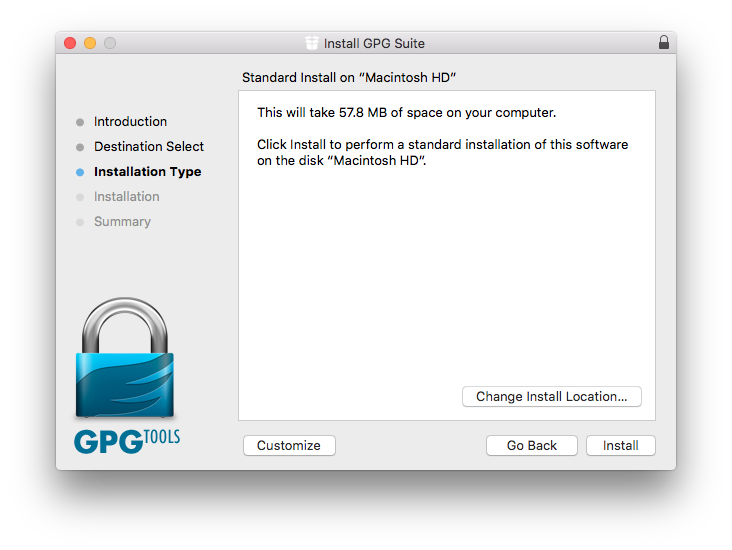 Install GPG Suite
Standard Install on “Macintosh HD”
Introduction
Destination Select
Installation Type
Installation
Summary
This will take 57.8 MB of space on your computer.
Click Install to perform a standard installation of this software
on the disk “Macintosh HD”.
Change Install Location...
GPGTOOLS
Customize
Go Back
Install